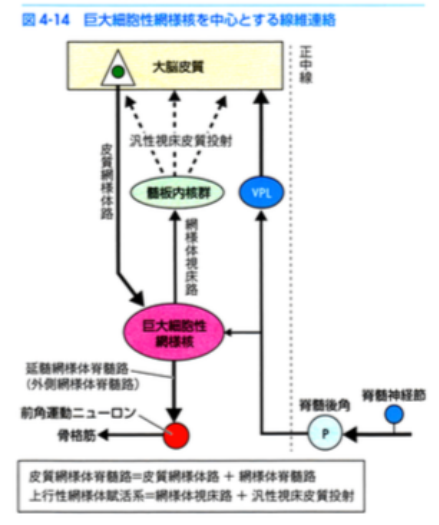 図 4-14 巨大細胞性網様核を中心とする線維連絡
正中線
大脳皮質
汎性視床皮質投射
皮質網様体路
髄板内核群
VPL
網様体視床路
巨大細胞性
網様核
延髄網様体脊髄路
(外側網様体脊髄路)
脊髄神経節
脊髄後角
前角運動ニューロン
P
骨格筋
皮質網様体脊髄路=皮質網様体路 + 網様体脊髄路
上行性網様体賦活系=網様体視床路 + 汎性視床皮質投射